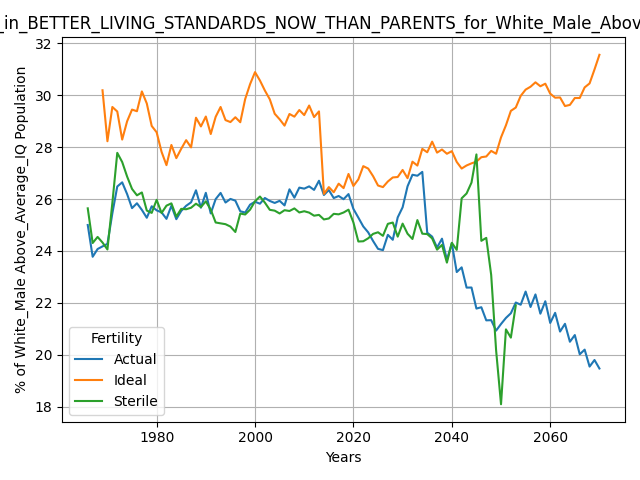 _in_BETTER_LIVING_STANDARDS_NOW_THAN_PARENTS_for_White_Male_Abov
% of White_Male Above_Average_IQ Population
32
30
28
26
24
22
20
18
Fertility
Actual
Ideal
Sterile
1980
2000
2020
2040
2060
Years